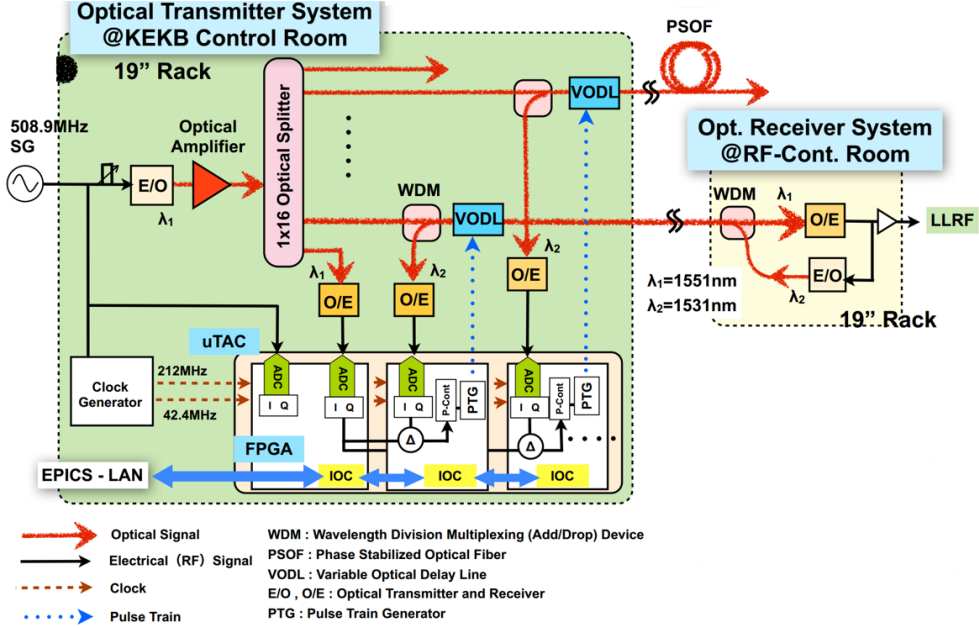 Optical Transmitter System
@KEKB Control Room
19” Rack
PSOF
VODL
508.9MHz
SG
Optical
Amplifier
E/O
λ1
1x16 Optical Splitter
WDM
VODL
Opt. Receiver System
@RF-Cont. Room
WDM
λ1
O/E
LLRF
E/O
λ2
λ1=1551nm
λ2=1531nm
19” Rack
λ1
O/E
λ2
O/E
λ2
O/E
uTAC
Clock
Generator
212MHz
42.4MHz
ADC
I Q
ADC
I Q
ADC
I Q
P-Cont
PTG
ADC
I Q
P-Cont
PTG
Δ
Δ
FPGA
EPICS - LAN
IOC
IOC
IOC
Optical Signal
Electrical（RF）Signal
Clock
Pulse Train
WDM : Wavelength Division Multiplexing (Add/Drop) Device
PSOF : Phase Stabilized Optical Fiber
VODL : Variable Optical Delay Line
E/O , O/E : Optical Transmitter and Receiver
PTG : Pulse Train Generator